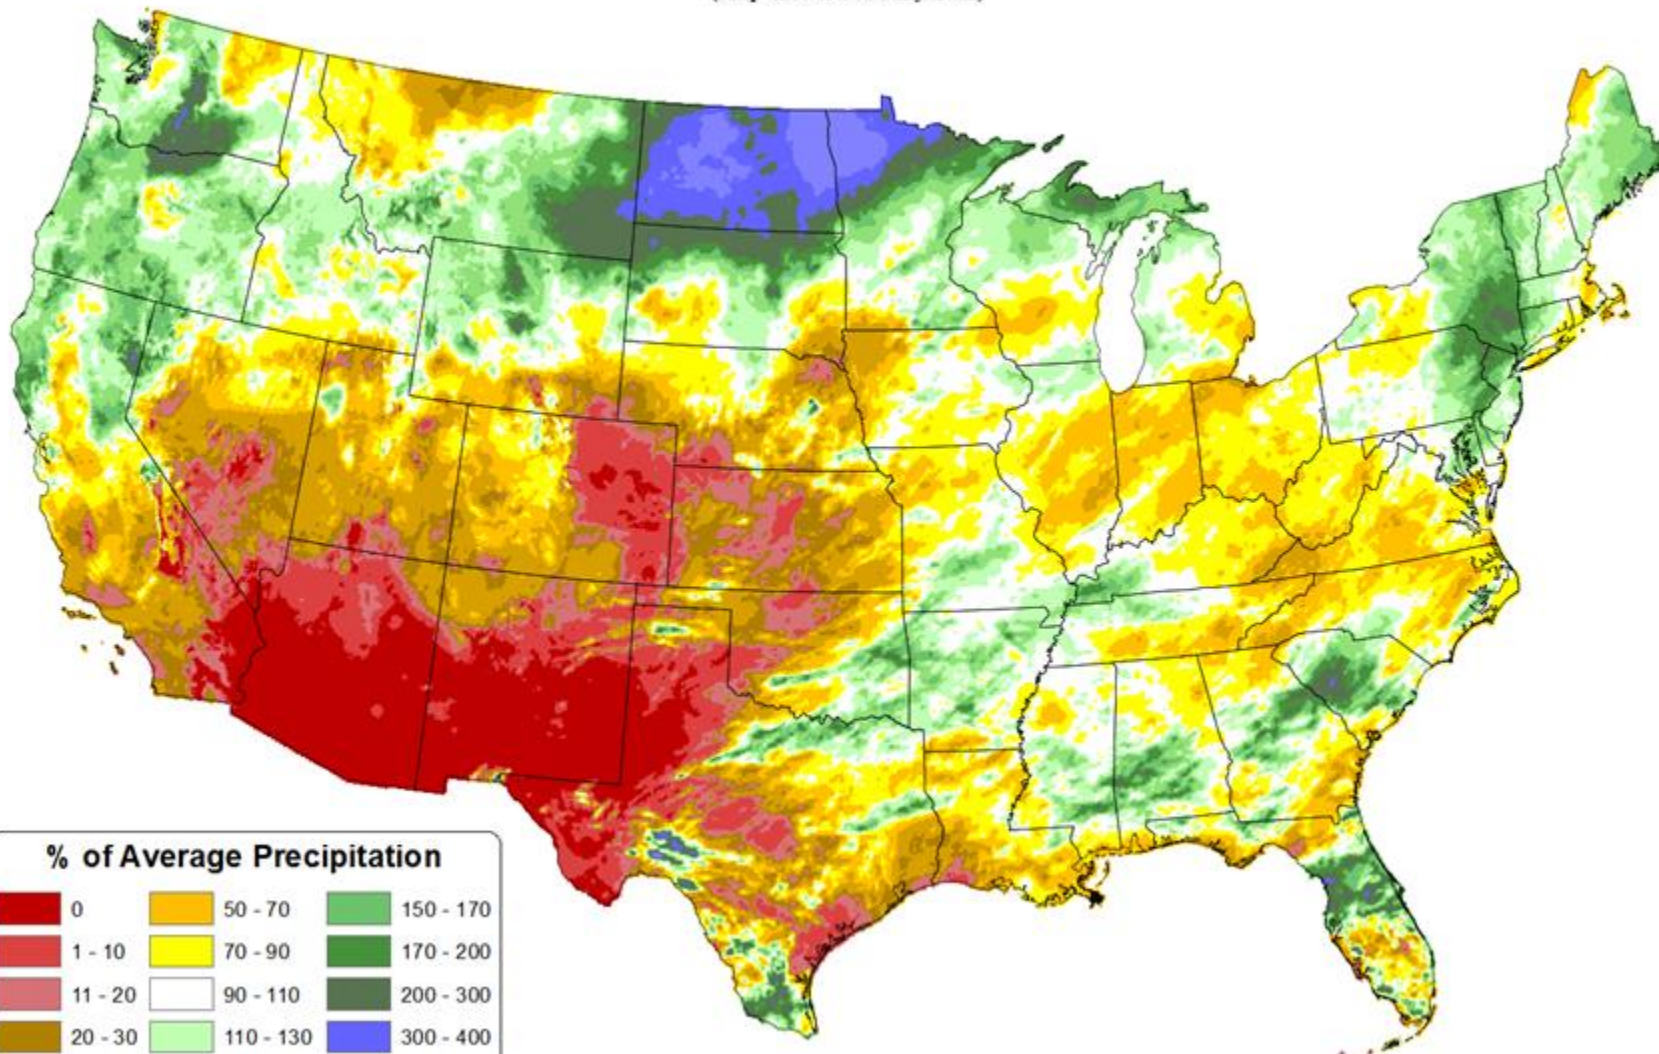 % of Average Precipitation
0 50 - 70 150 - 170
1 - 10 70 - 90 170 - 200
11 - 20 90 - 110 200 - 300
20 - 30 110 - 130 300 - 400